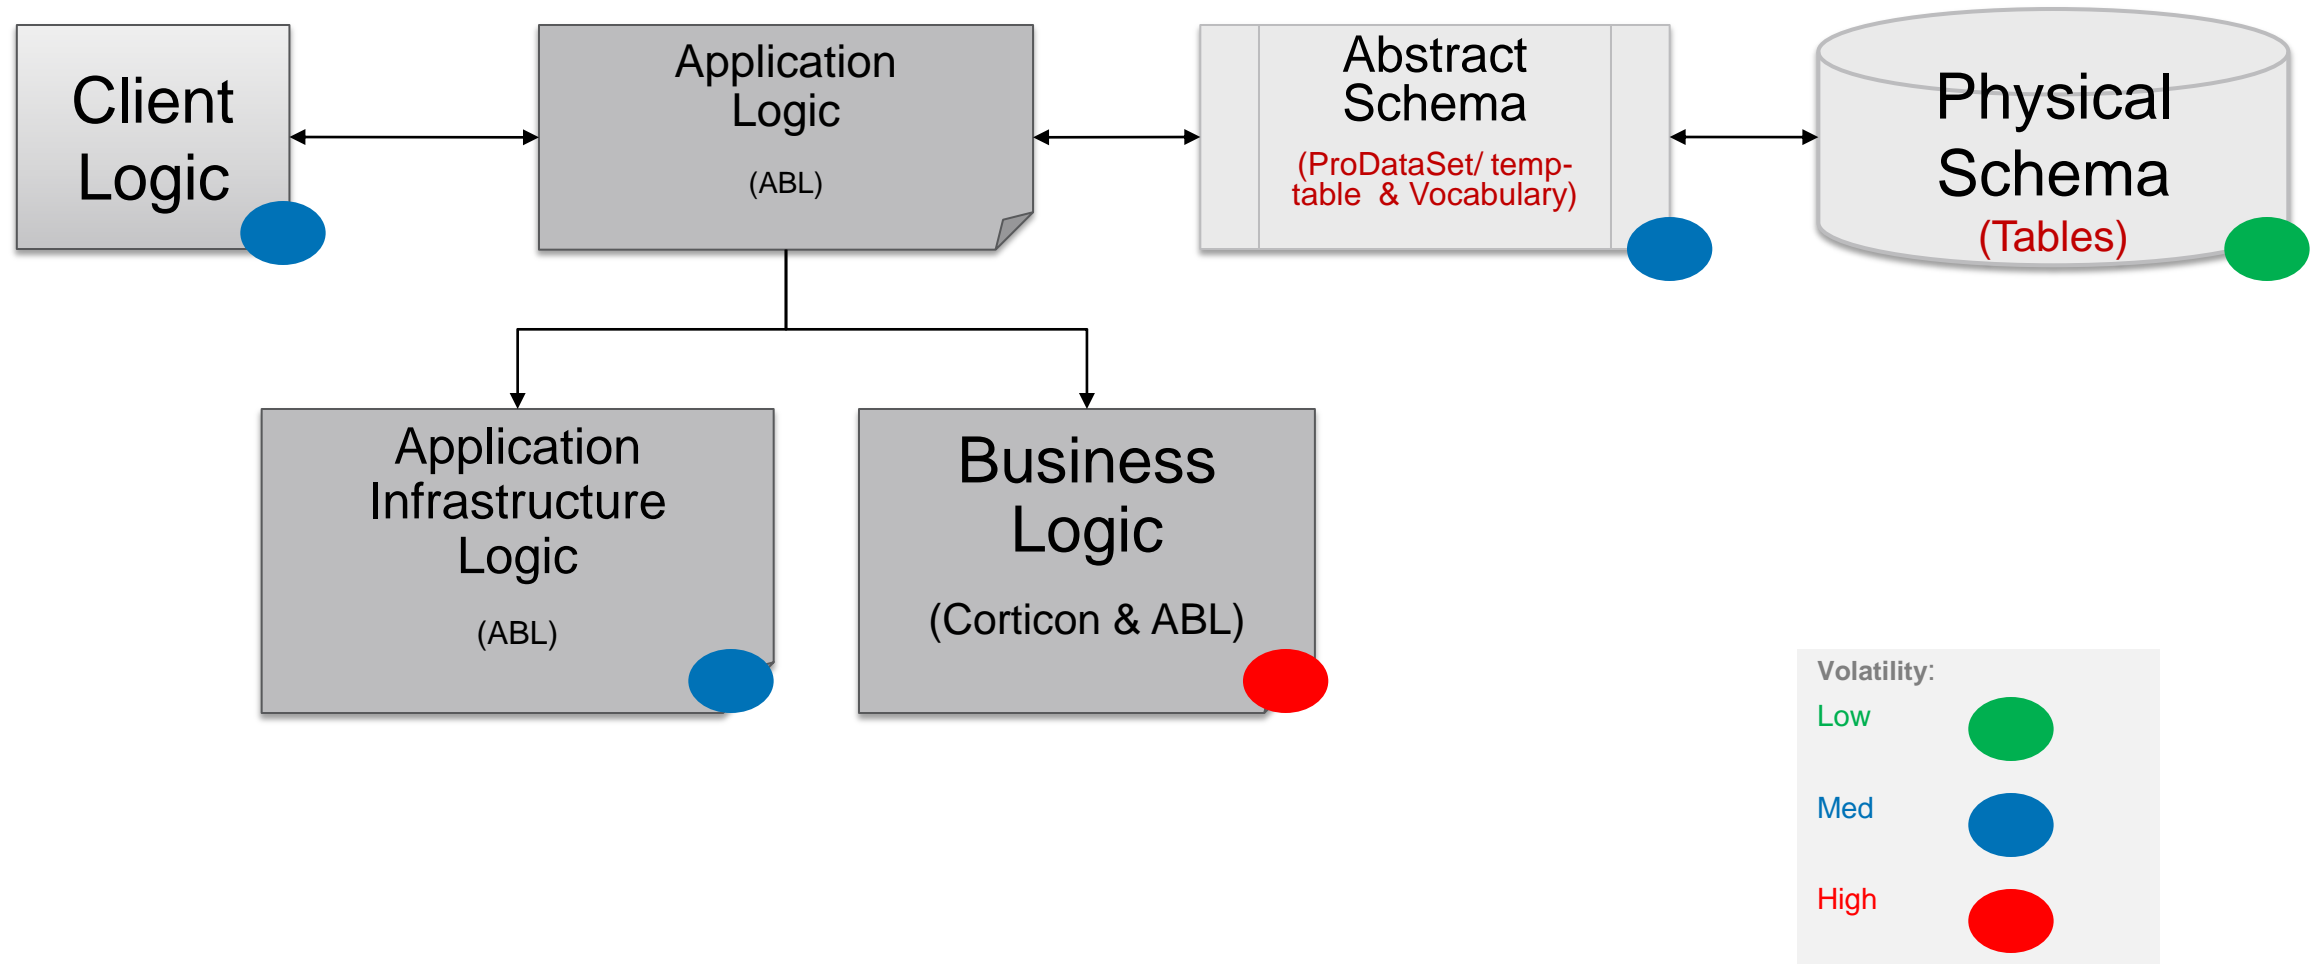 Client
Logic
Application
Logic
(ABL)
Abstract
Schema
(ProDataSet/ temp-
table & Vocabulary)
Physical
Schema
(Tables)
Application
Infrastructure
Logic
(ABL)
Business
Logic
(Corticon & ABL)
Volatility:
Low
Med
High